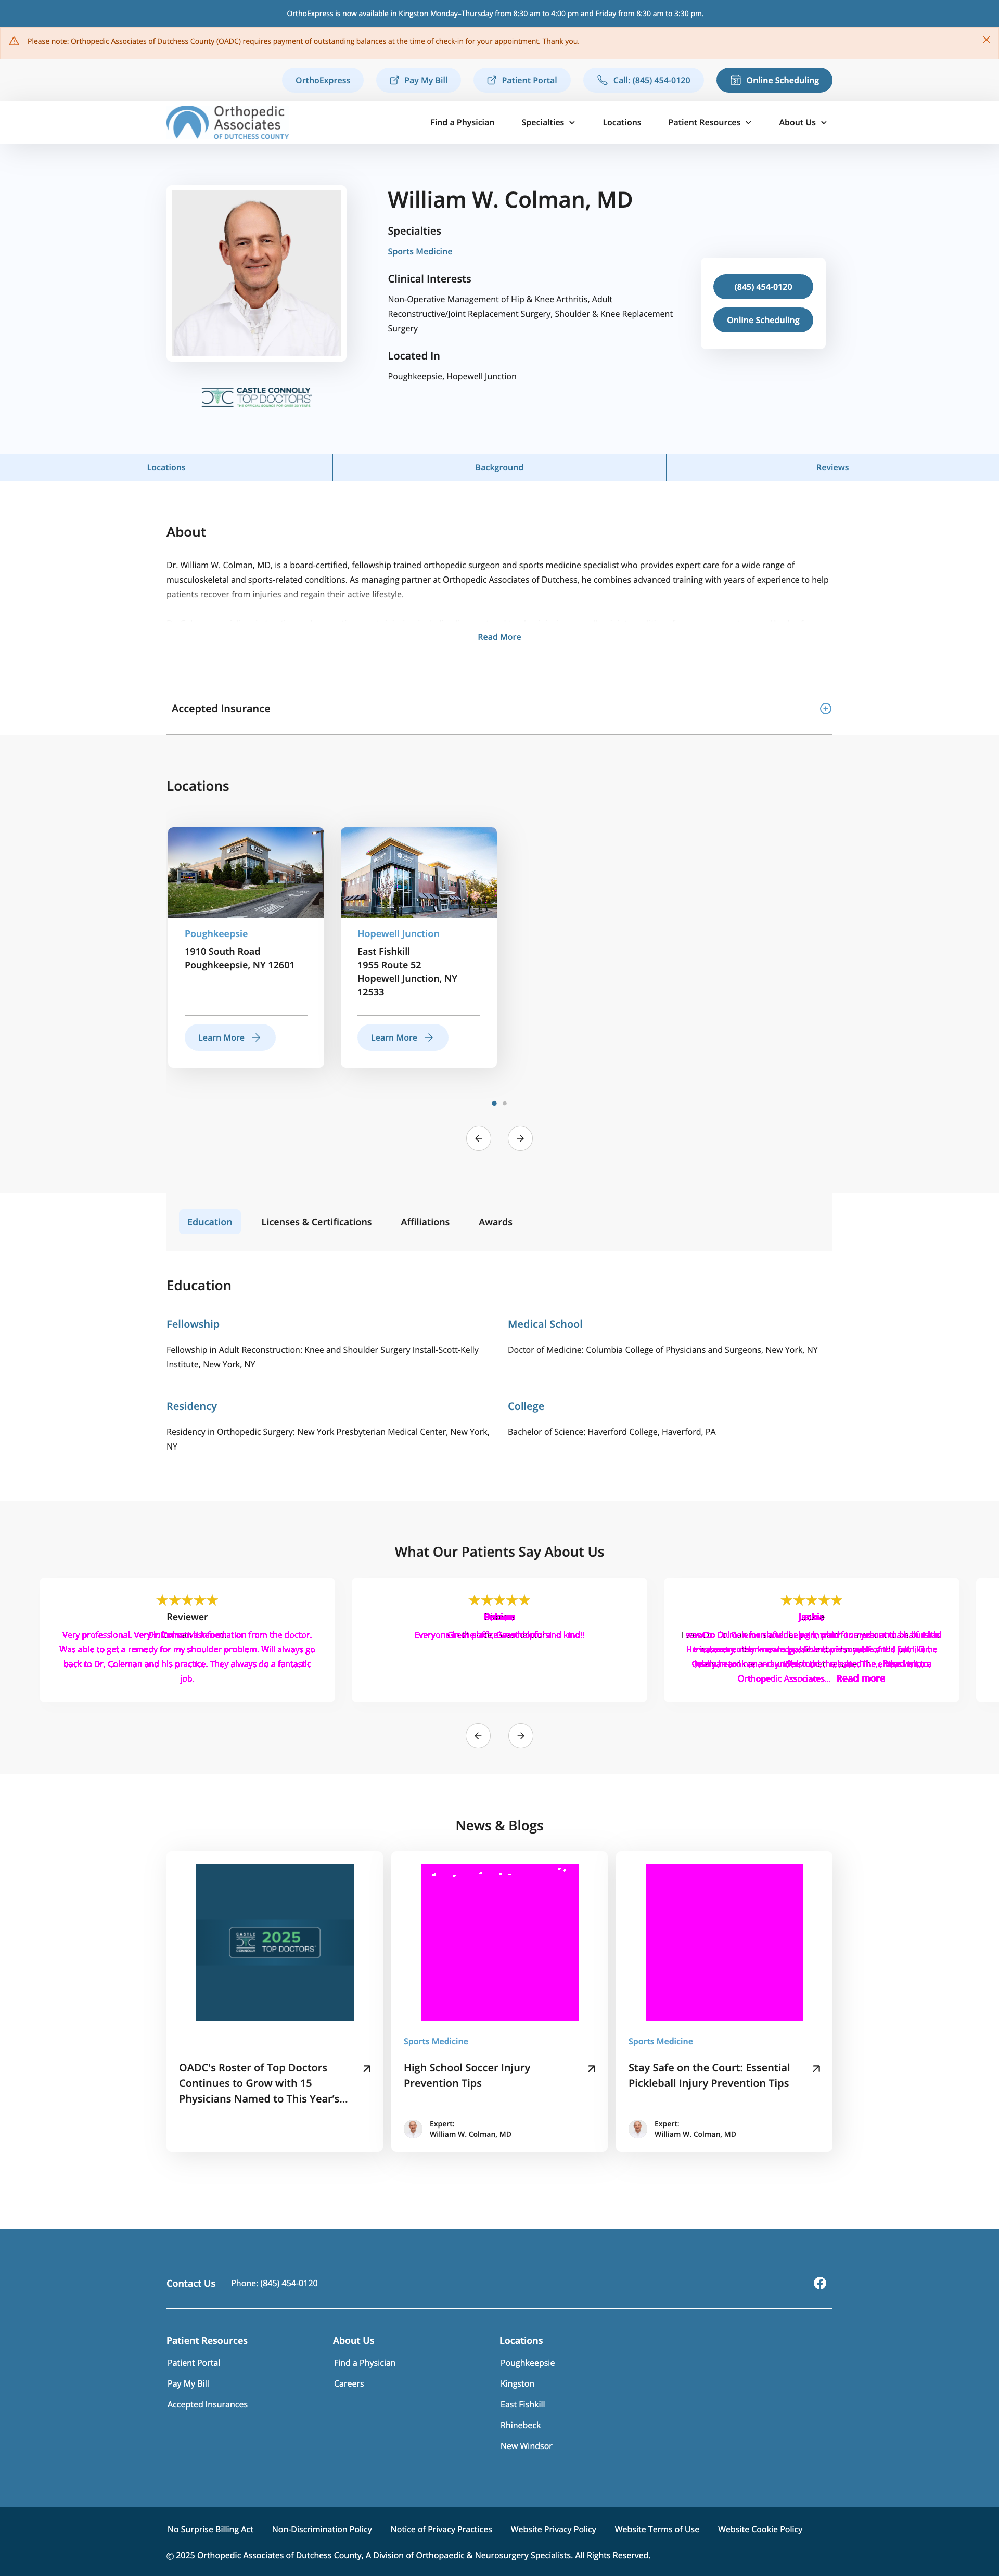 OrthoExpress is now available in Kingston Monday–Thursday from 8:30 am to 4:00 pm and Friday from 8:30 am to 3:30 pm.
Please note: Orthopedic Associates of Dutchess County (OADC) requires payment of outstanding balances at the time of check-in for your appointment. Thank you.
OrthoExpress Pay My Bill Patient Portal Call: (845) 454-0120 Online Scheduling
Orthopedic
Associates
OF DUTCHESS COUNTY
Find a Physician Specialties Locations Patient Resources About Us
William W. Colman, MD
Specialties
Sports Medicine
Clinical Interests
Non-Operative Management of Hip & Knee Arthritis, Adult
Reconstructive/Joint Replacement Surgery, Shoulder & Knee Replacement
Surgery
Located In
Poughkeepsie, Hopewell Junction
(845) 454-0120
Online Scheduling
CASTLE CONNOLLY
TOP DOCTORS
Locations Background Reviews
About
Dr. William W. Colman, MD, is a board-certified, fellowship trained orthopedic surgeon and sports medicine specialist who provides expert care for a wide range of
musculoskeletal and sports-related conditions. As managing partner at Orthopedic Associates of Dutchess, he combines advanced training with years of experience to help
patients recover from injuries and regain their active lifestyle.
Read More
Accepted Insurance
Locations
Poughkeepsie
1910 South Road
Poughkeepsie, NY 12601
Learn More
Hopewell Junction
East Fishkill
1955 Route 52
Hopewell Junction, NY
12533
Learn More
Education Licenses & Certifications Affiliations Awards
Education
Fellowship
Fellowship in Adult Reconstruction: Knee and Shoulder Surgery Install-Scott-Kelly
Institute, New York, NY
Medical School
Doctor of Medicine: Columbia College of Physicians and Surgeons, New York, NY
Residency
Residency in Orthopedic Surgery: New York Presbyterian Medical Center, New York,
NY
College
Bachelor of Science: Haverford College, Haverford, PA
What Our Patients Say About Us
Reviewer
Very professional. Very information from the doctor.
Was able to get a remedy for my shoulder problem. Will always go
back to Dr. Coleman and his practice. They always do a fantastic
job.
Orthopedic Associates... Read more
News & Blogs
CASTLE CONNOLLY
2025
TOP DOCTORS
OADC's Roster of Top Doctors
Continues to Grow with 15
Physicians Named to This Year's...
Sports Medicine
High School Soccer Injury
Prevention Tips
Expert:
William W. Colman, MD
Sports Medicine
Stay Safe on the Court: Essential
Pickleball Injury Prevention Tips
Expert:
William W. Colman, MD
Contact Us Phone: (845) 454-0120
Patient Resources
Patient Portal
Pay My Bill
Accepted Insurances
About Us
Find a Physician
Careers
Locations
Poughkeepsie
Kingston
East Fishkill
Rhinebeck
New Windsor
No Surprise Billing Act Non-Discrimination Policy Notice of Privacy Practices Website Privacy Policy Website Terms of Use Website Cookie Policy
© 2025 Orthopedic Associates of Dutchess County, A Division of Orthopaedic & Neurosurgery Specialists. All Rights Reserved.